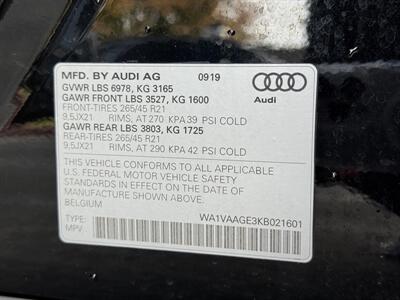 MFD. BY AUDI AG 09/19
GVWR LBS 6978, KG 3165
GAWR FRONT LBS 3527, KG 1600
Audi
FRONT-TIRES 265/45 R21
9,5JX21 RIMS, AT 270 KPA 39 PSI COLD
GAWR REAR LBS 3803, KG 1725
REAR-TIRES 265/45 R21
9,5JX21 RIMS, AT 290 KPA 42 PSI COLD
THIS VEHICLE CONFORMS TO ALL APPLICABLE
U.S. FEDERAL MOTOR VEHICLE SAFETY
STANDARDS IN EFFECT ON THE DATE OF
MANUFACTURE SHOWN ABOVE.
BELGIUM
WA1VAAGE3KB021601
TYPE:
MPV